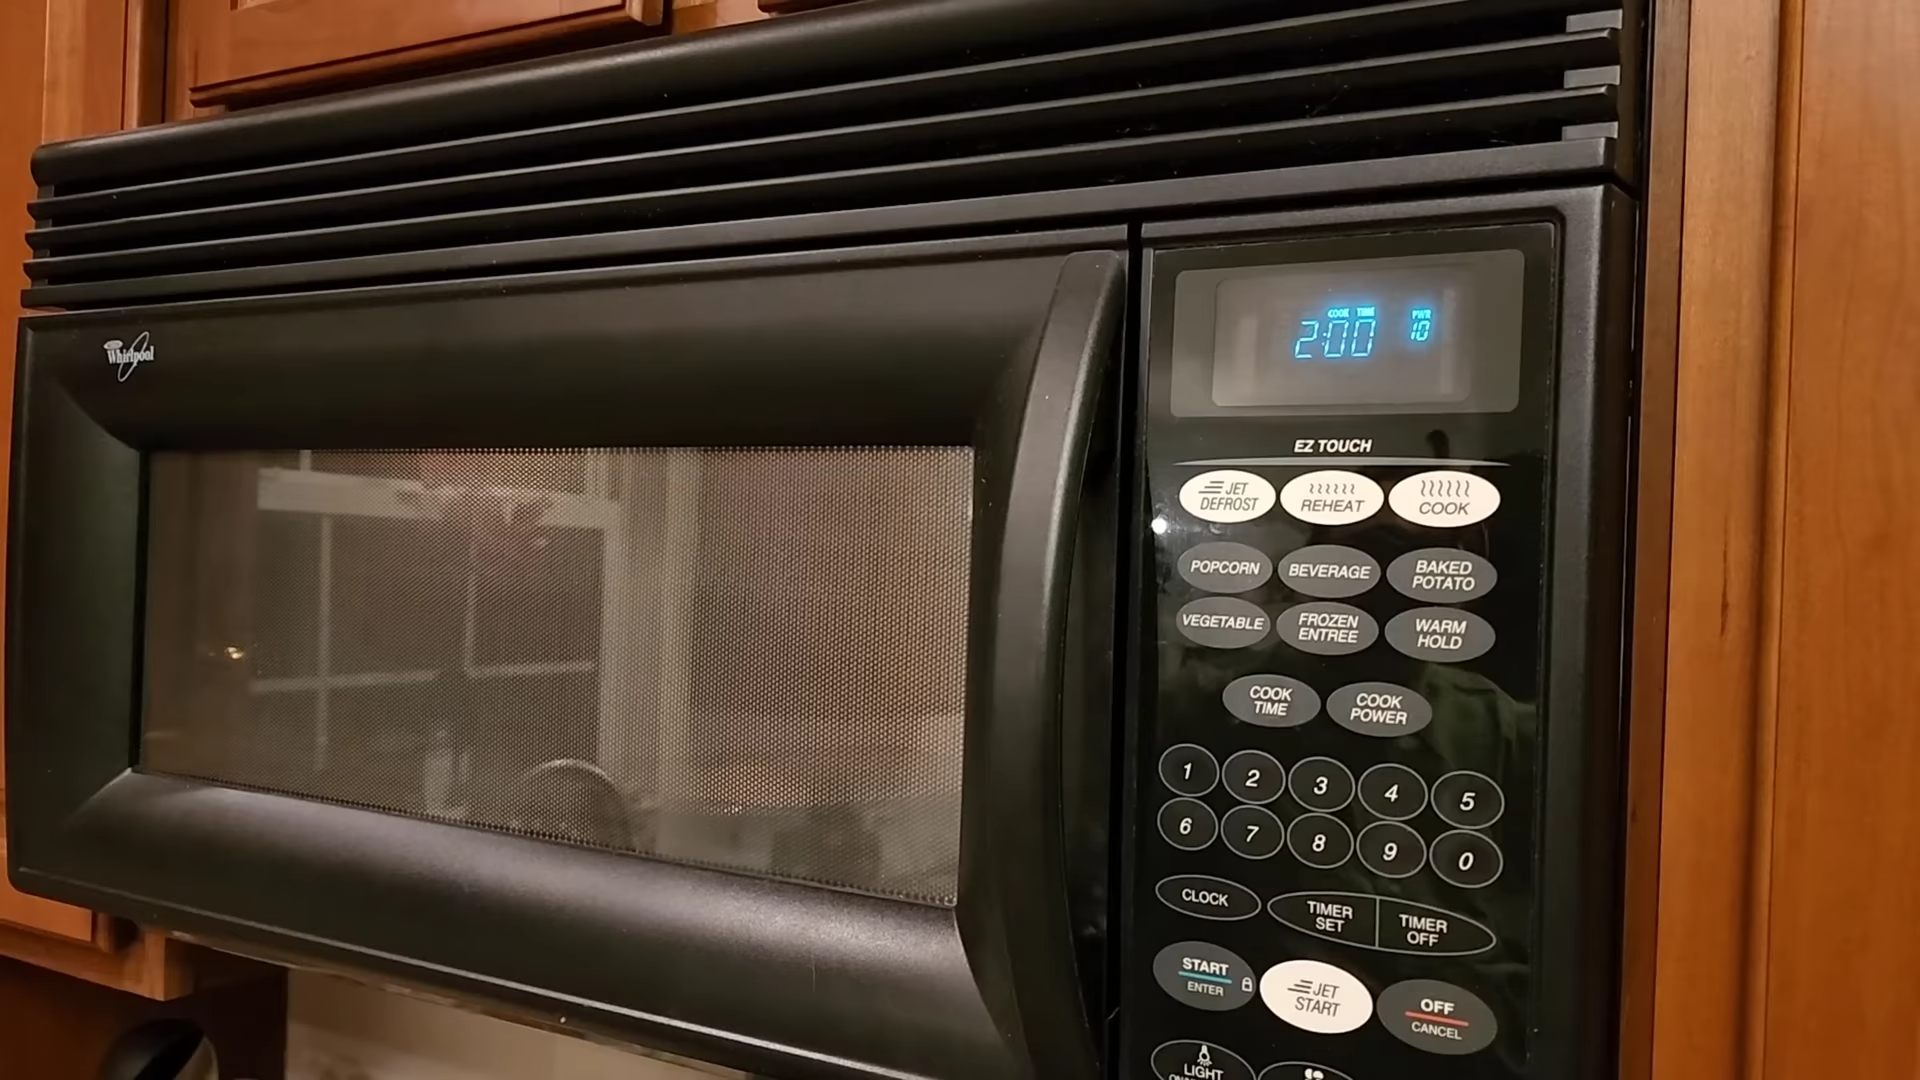 Whirlpool
COOK TIME PWR
2:00 10
EZ TOUCH
JET DEFROST
REHEAT
COOK
POPCORN
BEVERAGE
BAKED POTATO
VEGETABLE
FROZEN ENTREE
WARM HOLD
COOK TIME
COOK POWER
1 2 3 4 5
6 7 8 9 0
CLOCK
TIMER SET
TIMER OFF
START
ENTER
JET START
OFF
CANCEL
LIGHT